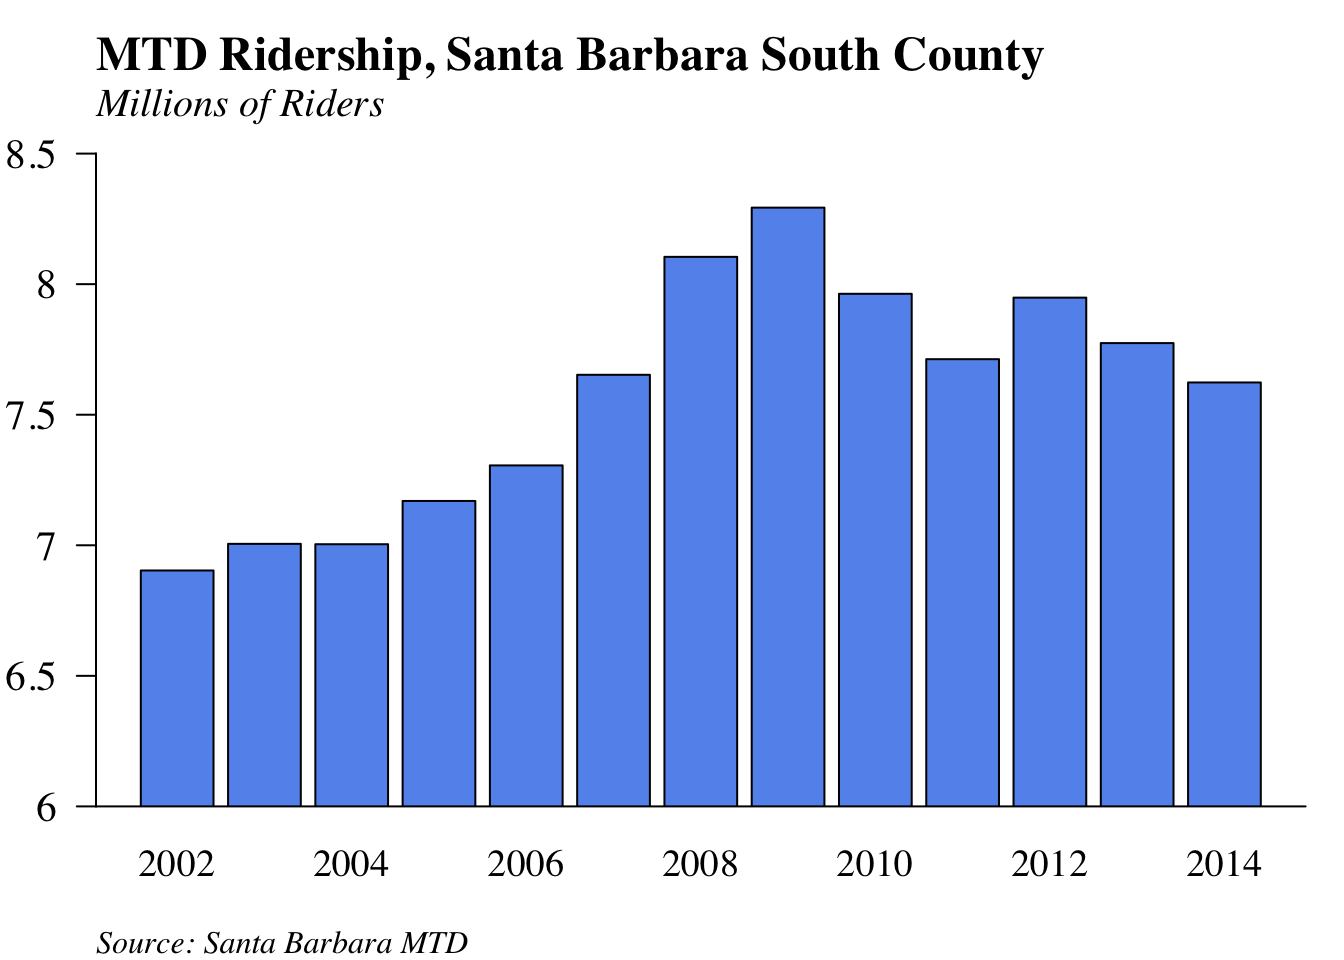 MTD Ridership, Santa Barbara South County
Millions of Riders
8.5
8
7.5
7
6.5
6
2002 2004 2006 2008 2010 2012 2014
Source: Santa Barbara MTD